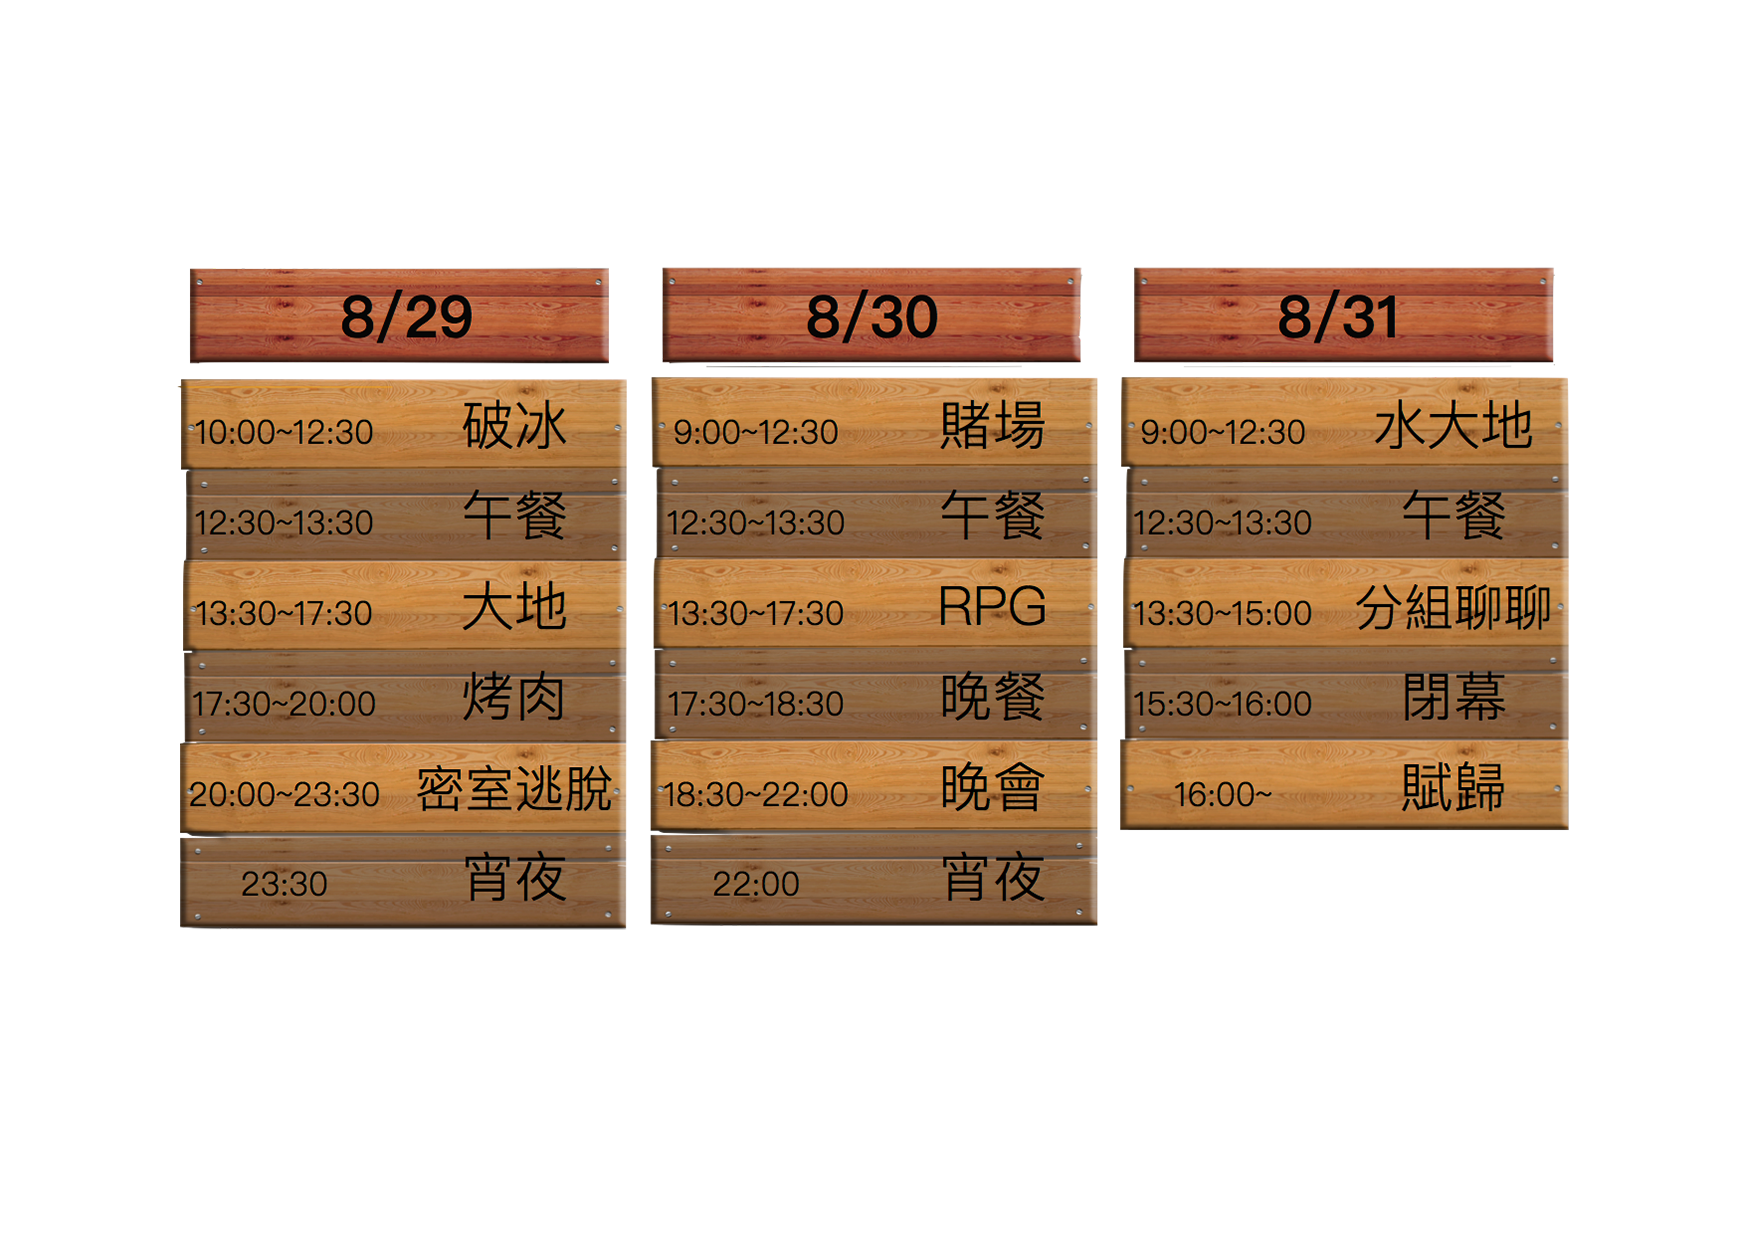 8/29
10:00~12:30 破冰
12:30~13:30 午餐
13:30~17:30 大地
17:30~20:00 烤肉
20:00~23:30 密室逃脫
23:30 宵夜
8/30
9:00~12:30 賭場
12:30~13:30 午餐
13:30~17:30 RPG
17:30~18:30 晚餐
18:30~22:00 晚會
22:00 宵夜
8/31
9:00~12:30 水大地
12:30~13:30 午餐
13:30~15:00 分組聊聊
15:30~16:00 閉幕
16:00~ 賦歸